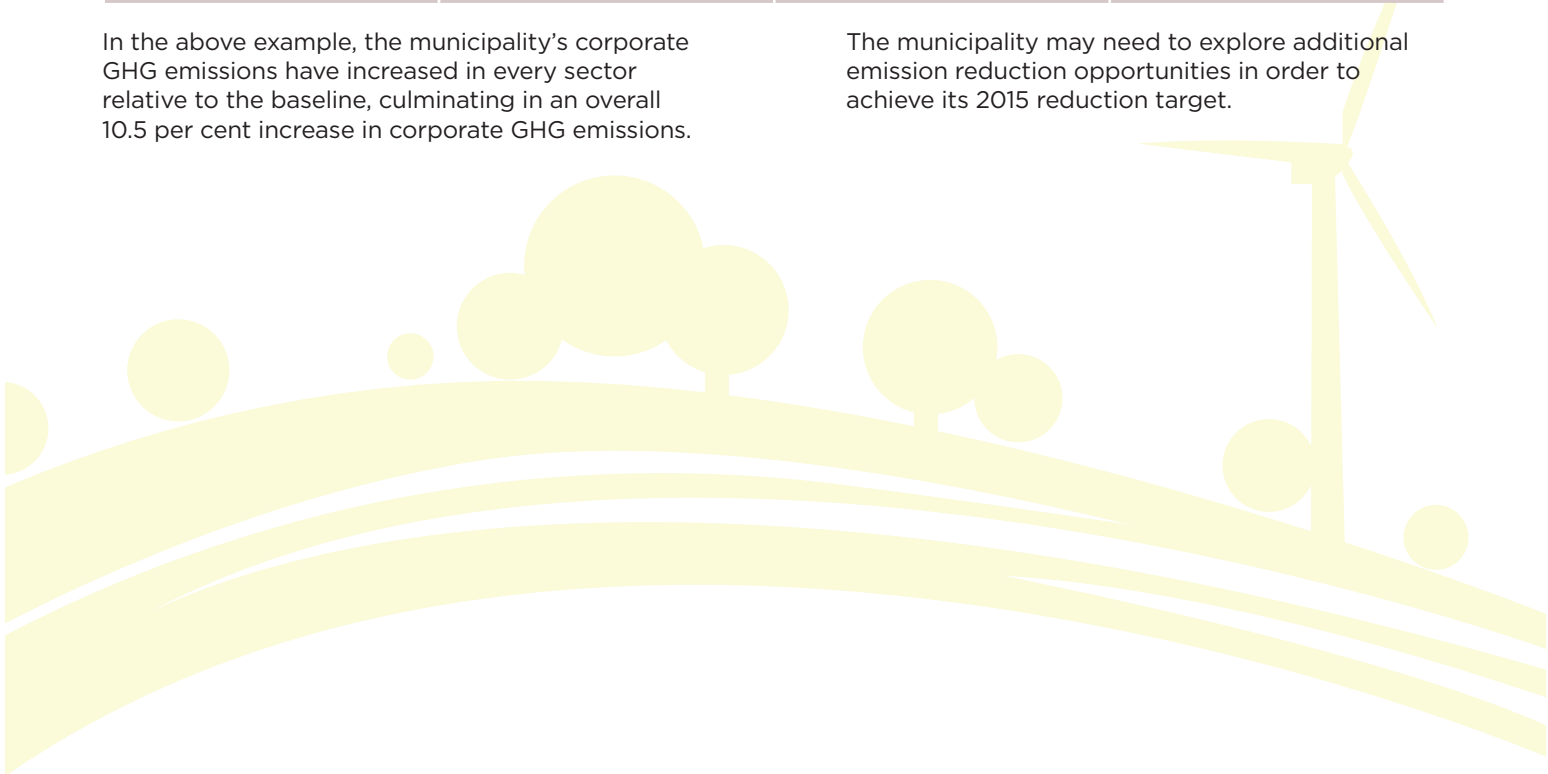 In the above example, the municipality’s corporate
GHG emissions have increased in every sector
relative to the baseline, culminating in an overall
10.5 per cent increase in corporate GHG emissions.
The municipality may need to explore additional
emission reduction opportunities in order to
achieve its 2015 reduction target.